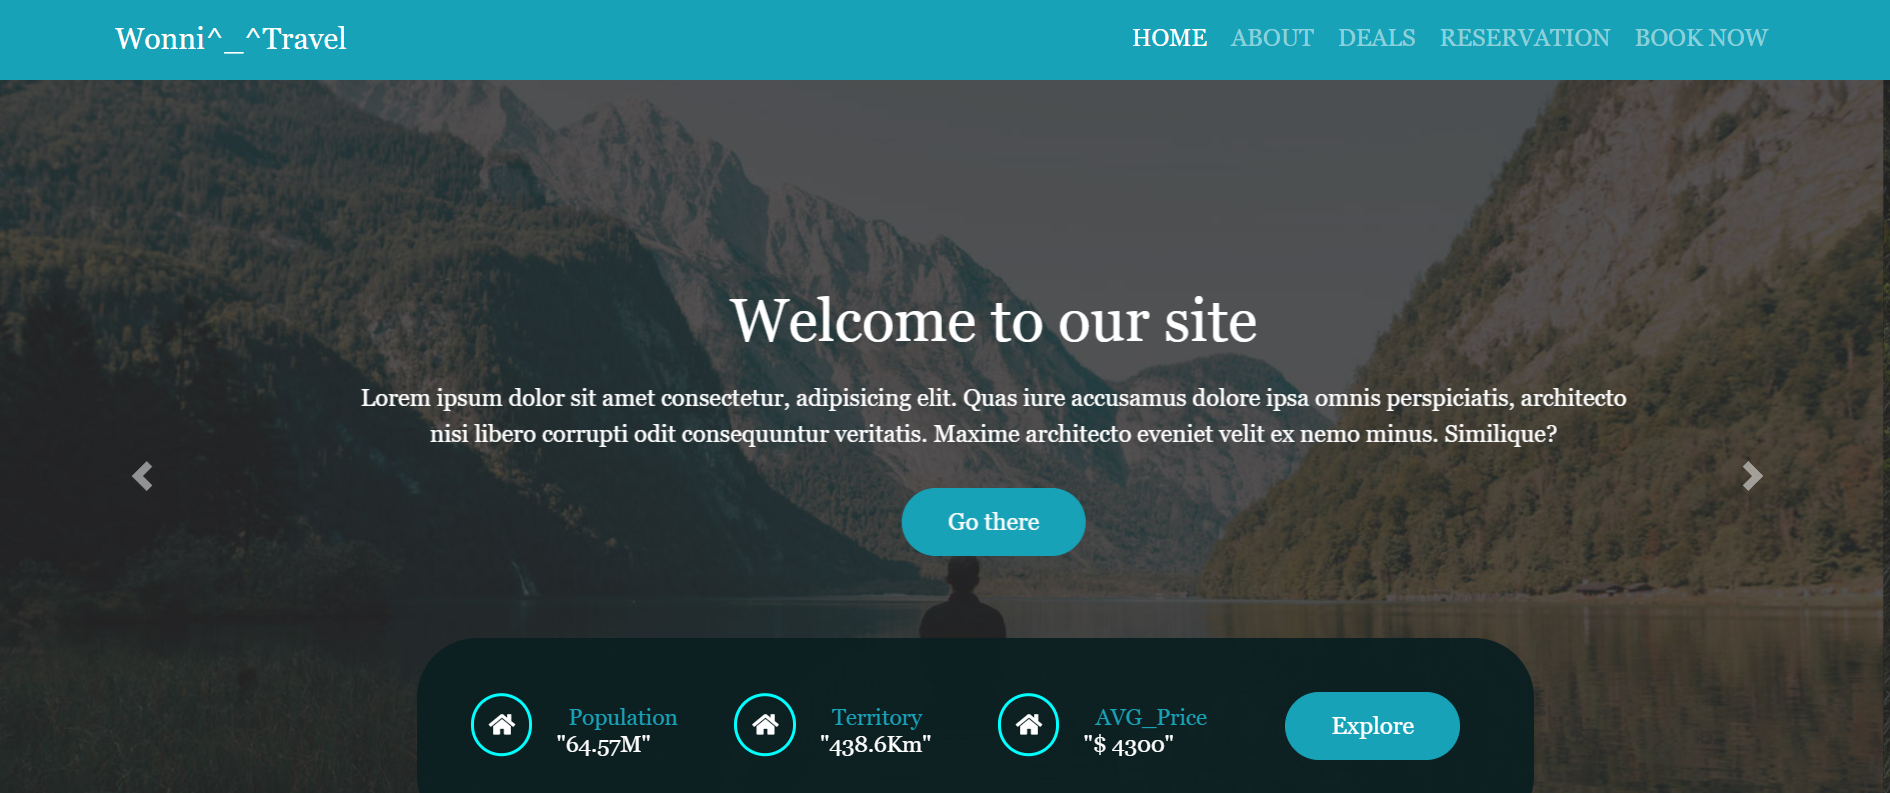 Wonni^_^Travel
HOME ABOUT DEALS RESERVATION BOOK NOW
Welcome to our site
Lorem ipsum dolor sit amet consectetur, adipisicing elit. Quas iure accusamus dolore ipsa omnis perspiciatis, architecto
nisi libero corrupti odit consequuntur veritatis. Maxime architecto eveniet velit ex nemo minus. Similique?
Go there
Population
"64.57M"
Territory
"438.6Km"
AVG_Price
"$ 4300"
Explore